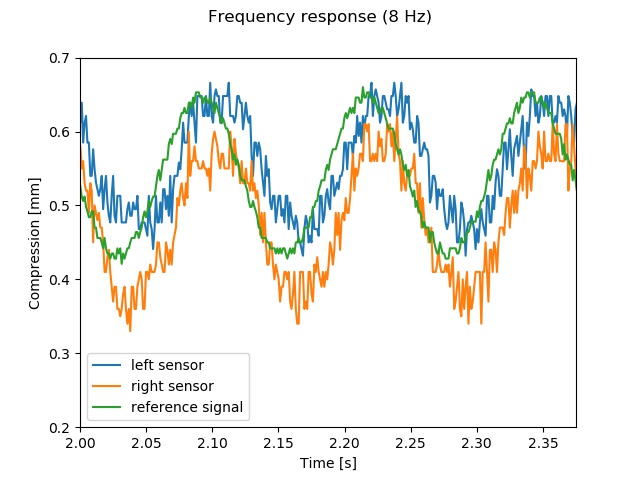 Frequency response (8 Hz)
0.7
0.6
0.5
0.4
0.3
0.2
Compression [mm]
left sensor
right sensor
reference signal
2.00 2.05 2.10 2.15 2.20 2.25 2.30 2.35
Time [s]